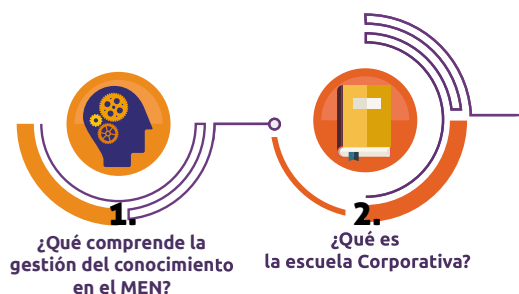 1.
¿Qué comprende la
gestión del conocimiento
en el MEN?
2.
¿Qué es
la escuela Corporativa?